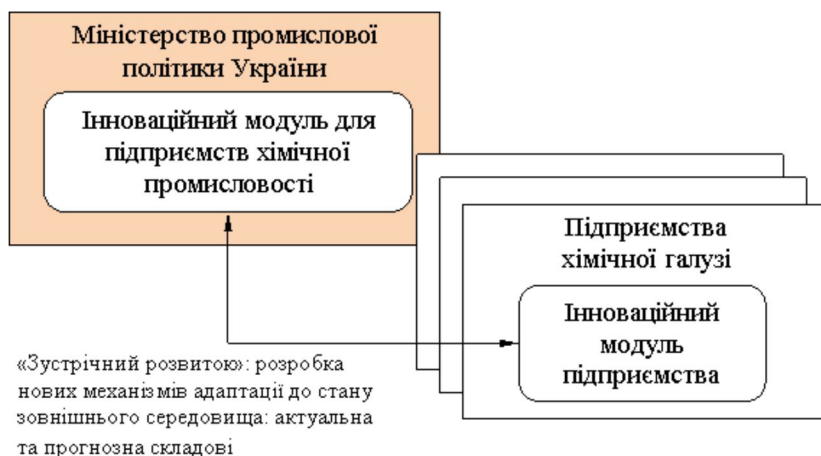 Міністерство промислової
політики України
Інноваційний модуль для
підприємств хімічної
промисловості
Підприємства
хімічної галузі
Інноваційний
модуль
підприємства
«Зустрічний розвитою»: розробка
нових механізмів адаптації до стану
зовнішнього середовища: актуальна
та прогнозна складові